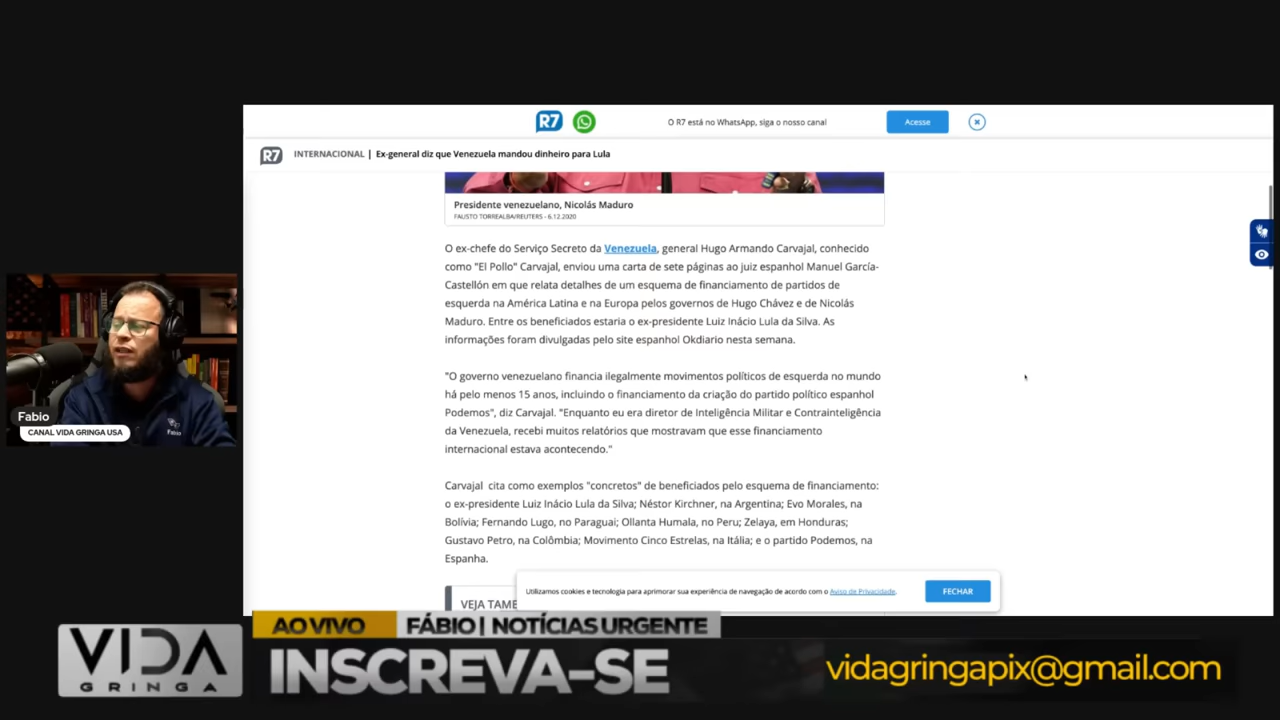 R7
O R7 está no WhatsApp, siga o nosso canal
Acesse
R7 INTERNACIONAL | Ex-general diz que Venezuela mandou dinheiro para Lula
Presidente venezuelano, Nicolás Maduro
FAUSTO TORREALBA/REUTERS - 6.12.2020
O ex-chefe do Serviço Secreto da Venezuela, general Hugo Armando Carvajal, conhecido
como "El Pollo" Carvajal, enviou uma carta de sete páginas ao juiz espanhol Manuel García-
Castellón em que relata detalhes de um esquema de financiamento de partidos de
esquerda na América Latina e na Europa pelos governos de Hugo Chávez e de Nicolás
Maduro. Entre os beneficiados estaria o ex-presidente Luiz Inácio Lula da Silva. As
informações foram divulgadas pelo site espanhol Okdiario nesta semana.
"O governo venezuelano financia ilegalmente movimentos políticos de esquerda no mundo
há pelo menos 15 anos, incluindo o financiamento da criação do partido político espanhol
Podemos", diz Carvajal. "Enquanto eu era diretor de Inteligência Militar e Contrainteligência
da Venezuela, recebi muitos relatórios que mostravam que esse financiamento
internacional estava acontecendo."
Carvajal cita como exemplos "concretos" de beneficiados pelo esquema de financiamento:
o ex-presidente Luiz Inácio Lula da Silva; Néstor Kirchner, na Argentina; Evo Morales, na
Bolívia; Fernando Lugo, no Paraguai; Ollanta Humala, no Peru; Zelaya, em Honduras;
Gustavo Petro, na Colômbia; Movimento Cinco Estrelas, na Itália; e o partido Podemos, na
Espanha.
VEJA TAMB
Utilizamos cookies e tecnologia para aprimorar sua experiência de navegação de acordo com o Aviso de Privacidade.
FECHAR
Fabio
CANAL VIDA GRINGA USA
Fabio
AO VIVO
FÁBIO | NOTÍCIAS URGENTE
VIDA
GRINGA
INSCREVA-SE
vidagringapix@gmail.com